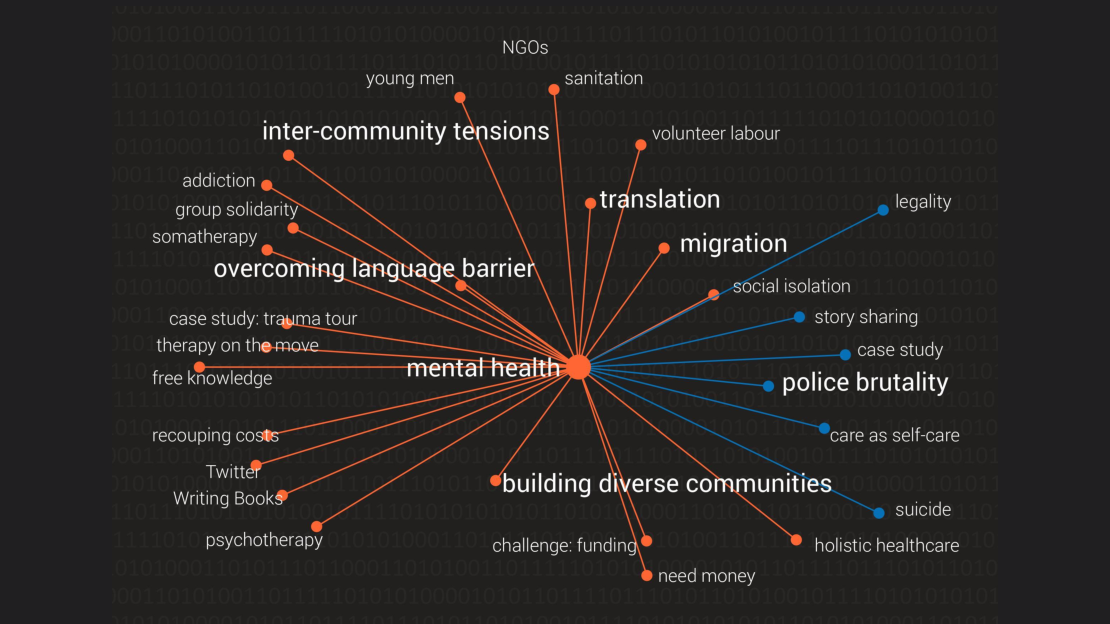 NGOs
young men
sanitation
inter-community tensions
volunteer labour
addiction
translation
legality
group solidarity
somatherapy
migration
overcoming language barrier
social isolation
case study: trauma tour
story sharing
therapy on the move
case study
mental health
free knowledge
police brutality
recouping costs
care as self-care
Twitter
building diverse communities
Writing Books
suicide
psychotherapy
challenge: funding
holistic healthcare
need money